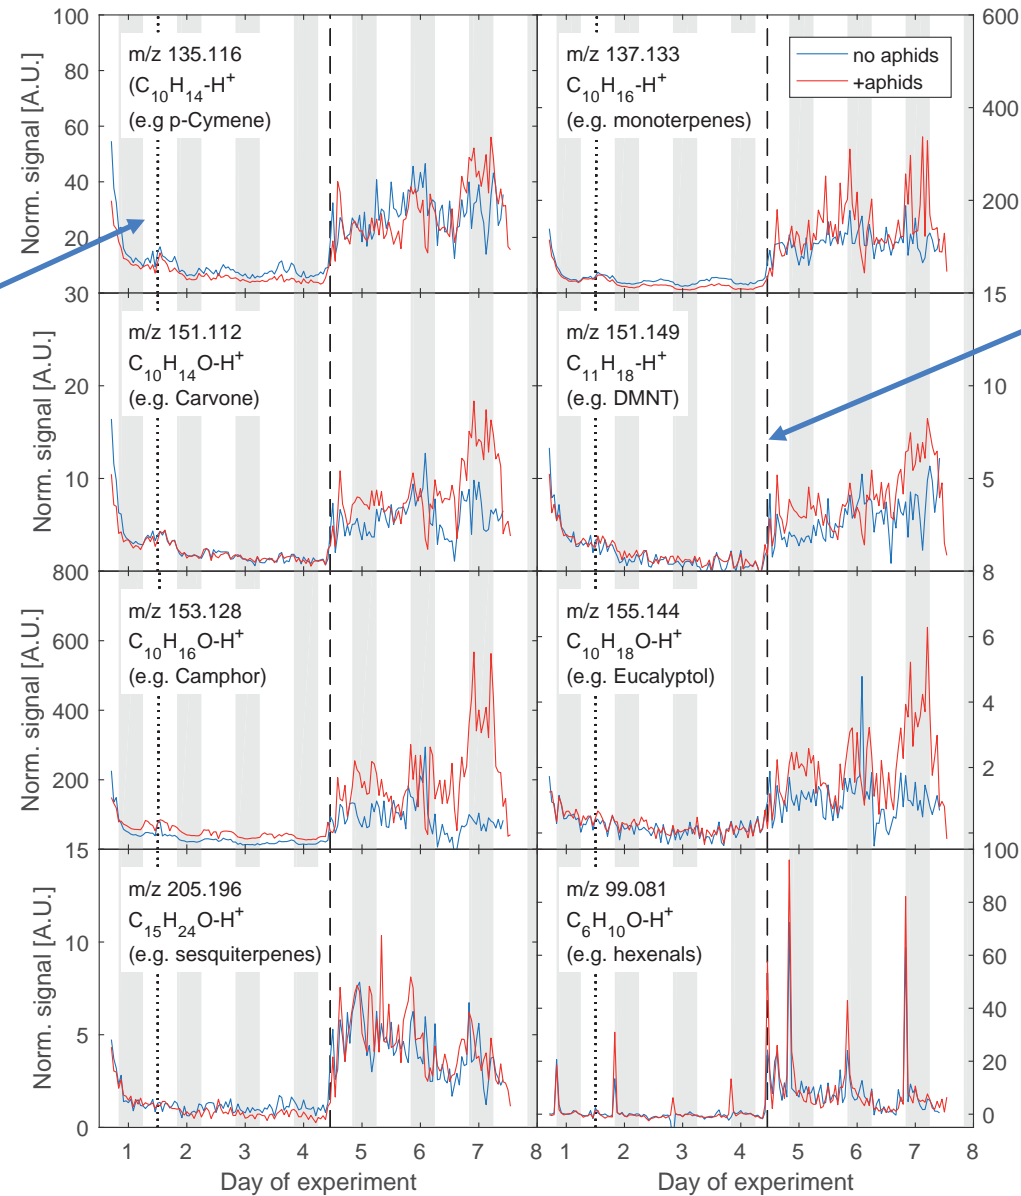 100
80
60
40
20
30
Norm. signal [A.U.]
m/z 135.116
(C10H14-H+
(e.g p-Cymene)
m/z 137.133
C10H16-H+
(e.g. monoterpenes)
no aphids
+aphids
600
400
200
15
20
10
800
Norm. signal [A.U.]
m/z 151.112
C10H14O-H+
(e.g. Carvone)
m/z 151.149
C11H18-H+
(e.g. DMNT)
10
5
8
600
400
200
15
Norm. signal [A.U.]
m/z 153.128
C10H16O-H+
(e.g. Camphor)
m/z 155.144
C10H18O-H+
(e.g. Eucalyptol)
6
4
2
100
10
5
0
Norm. signal [A.U.]
m/z 205.196
C15H24O-H+
(e.g. sesquiterpenes)
m/z 99.081
C6H10O-H+
(e.g. hexenals)
80
60
40
20
0
1 2 3 4 5 6 7 8 1 2 3 4 5 6 7 8
Day of experiment Day of experiment